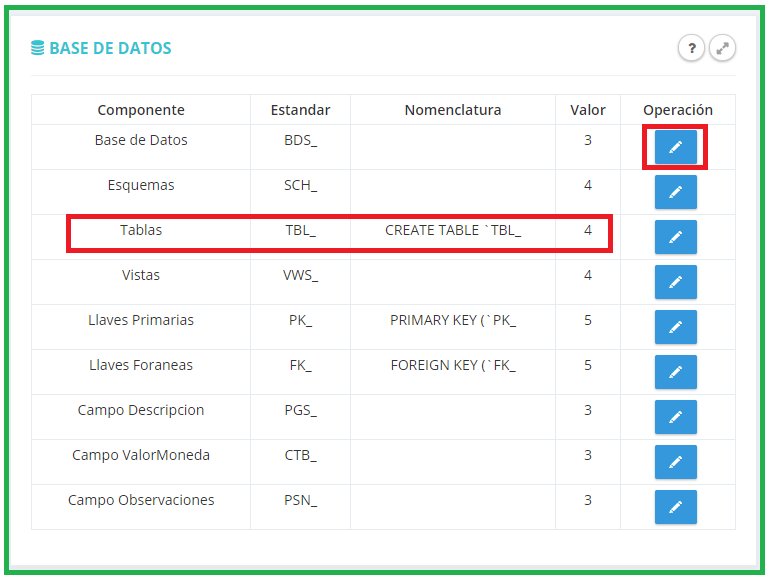 BASE DE DATOS
?
Componente Estandar Nomenclatura Valor Operación
Base de Datos BDS_ 3
Esquemas SCH_ 4
Tablas TBL_ CREATE TABLE `TBL_ 4
Vistas VWS_ 4
Llaves Primarias PK_ PRIMARY KEY (`PK_ 5
Llaves Foraneas FK_ FOREIGN KEY (`FK_ 5
Campo Descripcion PGS_ 3
Campo ValorMoneda CTB_ 3
Campo Observaciones PSN_ 3